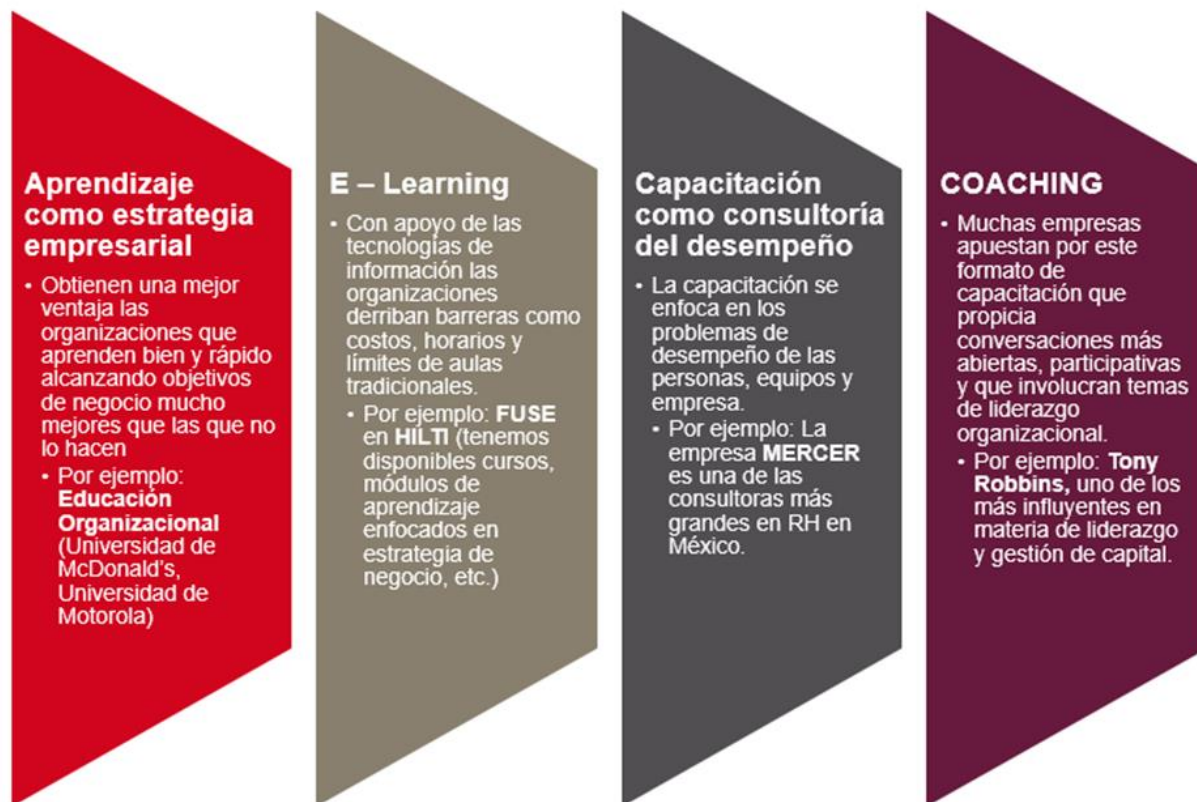 Aprendizaje
como estrategia
empresarial
• Obtienen una mejor
ventaja las
organizaciones que
aprenden bien y rápido
alcanzando objetivos
de negocio mucho
mejores que las que no
lo hacen
• Por ejemplo:
Educación
Organizacional
(Universidad de
McDonald's,
Universidad de
Motorola)
E – Learning
• Con apoyo de las
tecnologías de
información las
organizaciones
derriban barreras como
costos, horarios y
límites de aulas
tradicionales.
• Por ejemplo: FUSE
en HILTI (tenemos
disponibles cursos,
módulos de
aprendizaje
enfocados en
estrategia de
negocio, etc.)
Capacitación
como consultoría
del desempeño
• La capacitación se
enfoca en los
problemas de
desempeño de las
personas, equipos y
empresa.
• Por ejemplo: La
empresa MERCER
es una de las
consultoras más
grandes en RH en
México.
COACHING
• Muchas empresas
apuestan por este
formato de
capacitación que
propicia
conversaciones más
abiertas, participativas
y que involucran temas
de liderazgo
organizacional.
• Por ejemplo: Tony
Robbins, uno de los
más influyentes en
materia de liderazgo
y gestión de capital.